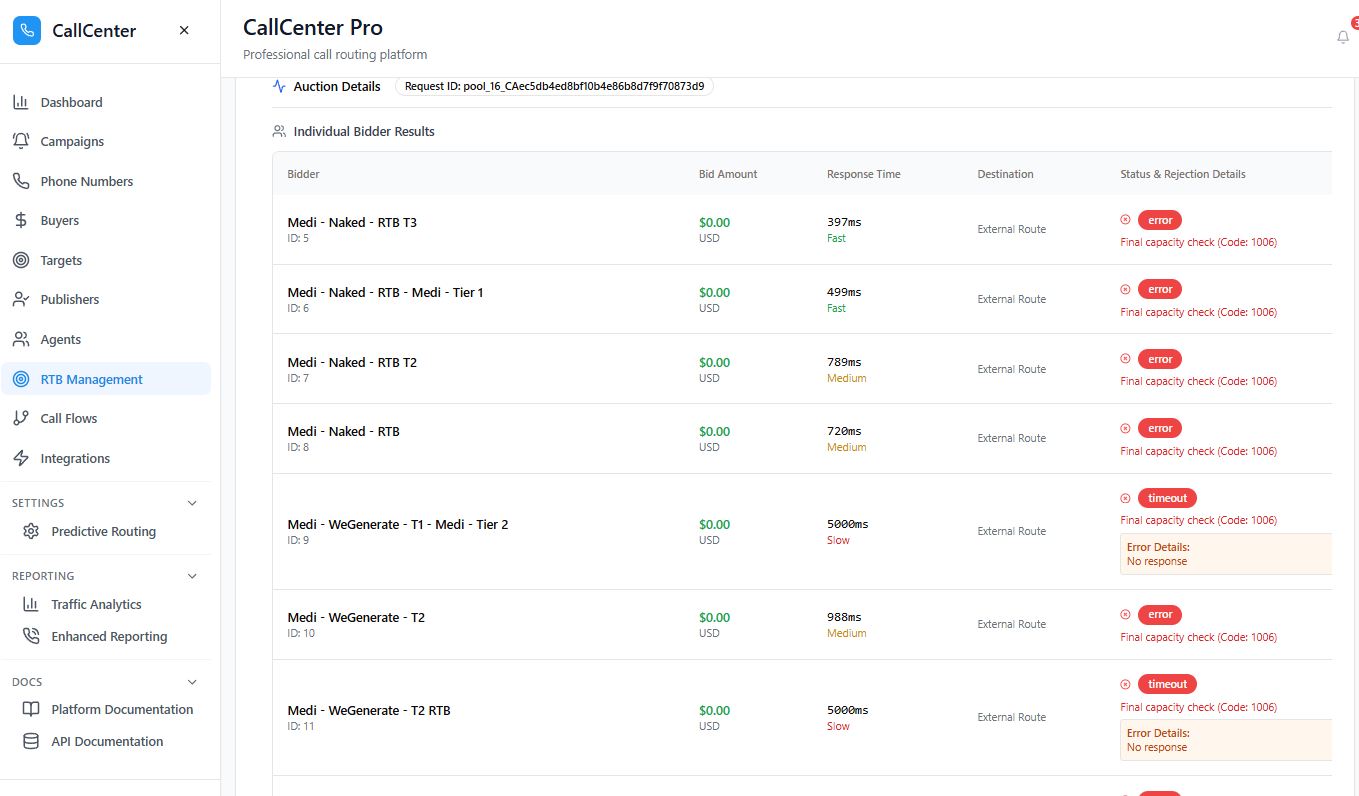 CallCenter
CallCenter Pro
Professional call routing platform
3
Dashboard
Campaigns
Phone Numbers
Buyers
Targets
Publishers
Agents
RTB Management
Call Flows
Integrations
SETTINGS
Predictive Routing
REPORTING
Traffic Analytics
Enhanced Reporting
DOCS
Platform Documentation
API Documentation
Auction Details Request ID: pool_16_CAec5db4ed8bf10b4e86b8d7f9f70873d9
Individual Bidder Results
Bidder Bid Amount Response Time Destination Status & Rejection Details
Medi - Naked - RTB T3 $0.00 397ms External Route error
ID: 5 USD Fast Final capacity check (Code: 1006)
Medi - Naked - RTB - Medi - Tier 1 $0.00 499ms External Route error
ID: 6 USD Fast Final capacity check (Code: 1006)
Medi - Naked - RTB T2 $0.00 789ms External Route error
ID: 7 USD Medium Final capacity check (Code: 1006)
Medi - Naked - RTB $0.00 720ms External Route error
ID: 8 USD Medium Final capacity check (Code: 1006)
Medi - WeGenerate - T1 - Medi - Tier 2 $0.00 5000ms External Route timeout
ID: 9 USD Slow Final capacity check (Code: 1006)
Error Details:
No response
Medi - WeGenerate - T2 $0.00 988ms External Route error
ID: 10 USD Medium Final capacity check (Code: 1006)
Medi - WeGenerate - T2 RTB $0.00 5000ms External Route timeout
ID: 11 USD Slow Final capacity check (Code: 1006)
Error Details:
No response